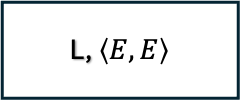 L, ⟨E, E⟩